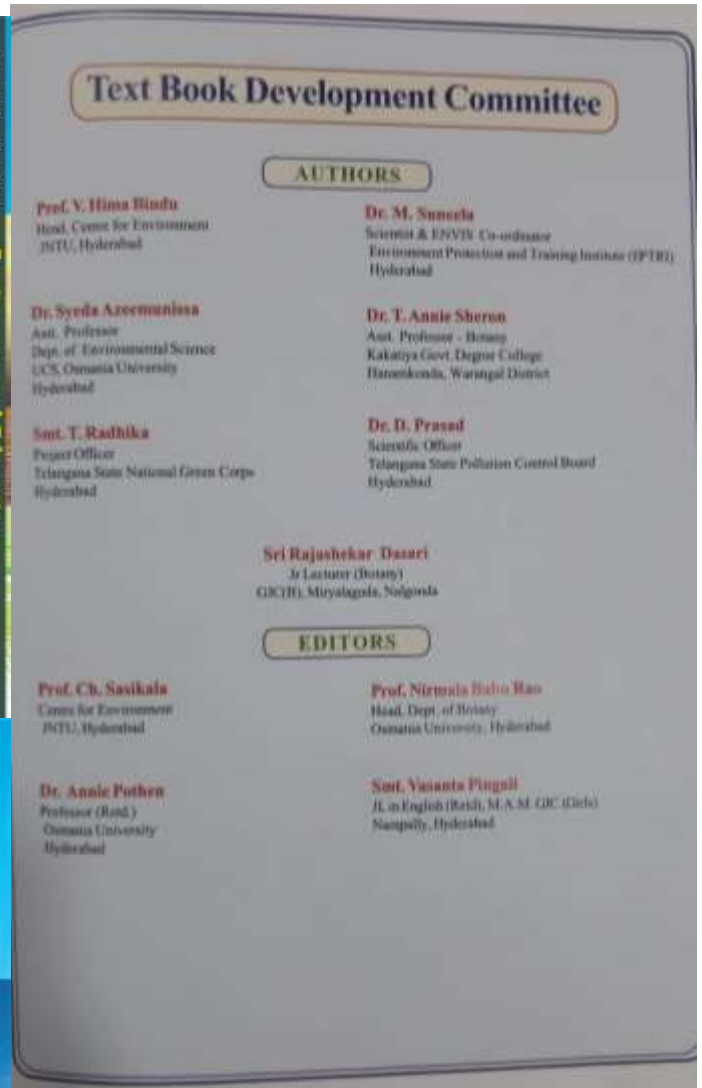 Text Book Development Committee
AUTHORS
Prof. V. Hima Bindu
Head, Centre for Environment
JNTU, Hyderabad
Dr. M. Suneela
Scientist & ENVIS Co-ordinator
Environment Protection and Training Institute (EPTRI)
Hyderabad
Dr. Syeda Azeemunissa
Asst. Professor
Dept. of Environmental Science
UCS, Osmania University
Hyderabad
Dr. T. Annie Sheron
Asst. Professor - Botany
Kakatiya Govt. Degree College
Hanamkonda, Warangal District
Smt. T. Radhika
Project Officer
Telangana State National Green Corps
Hyderabad
Dr. D. Prasad
Scientific Officer
Telangana State Pollution Control Board
Hyderabad
Sri Rajashekar Dasari
Jr Lecturer (Botany)
GJC(B), Miryalaguda, Nalgonda
EDITORS
Prof. Ch. Sasikala
Centre for Environment
JNTU, Hyderabad
Prof. Nirmala Babu Rao
Head, Dept. of Botany
Osmania University, Hyderabad
Dr. Annie Pothen
Professor (Retd.)
Osmania University
Hyderabad
Smt. Vasanta Pingali
JL in English (Retd), M.A.M. GJC (Girls)
Nampally, Hyderabad